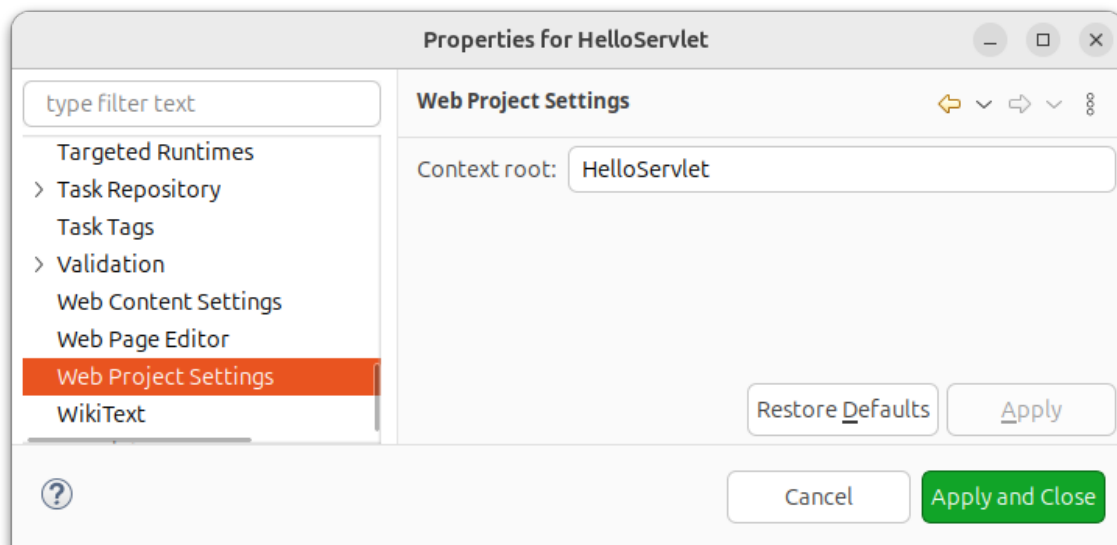 Properties for HelloServlet
type filter text
Targeted Runtimes
Task Repository
Task Tags
Validation
Web Content Settings
Web Page Editor
Web Project Settings
WikiText
Web Project Settings
Context root: HelloServlet
Restore Defaults
Apply
?
Cancel
Apply and Close